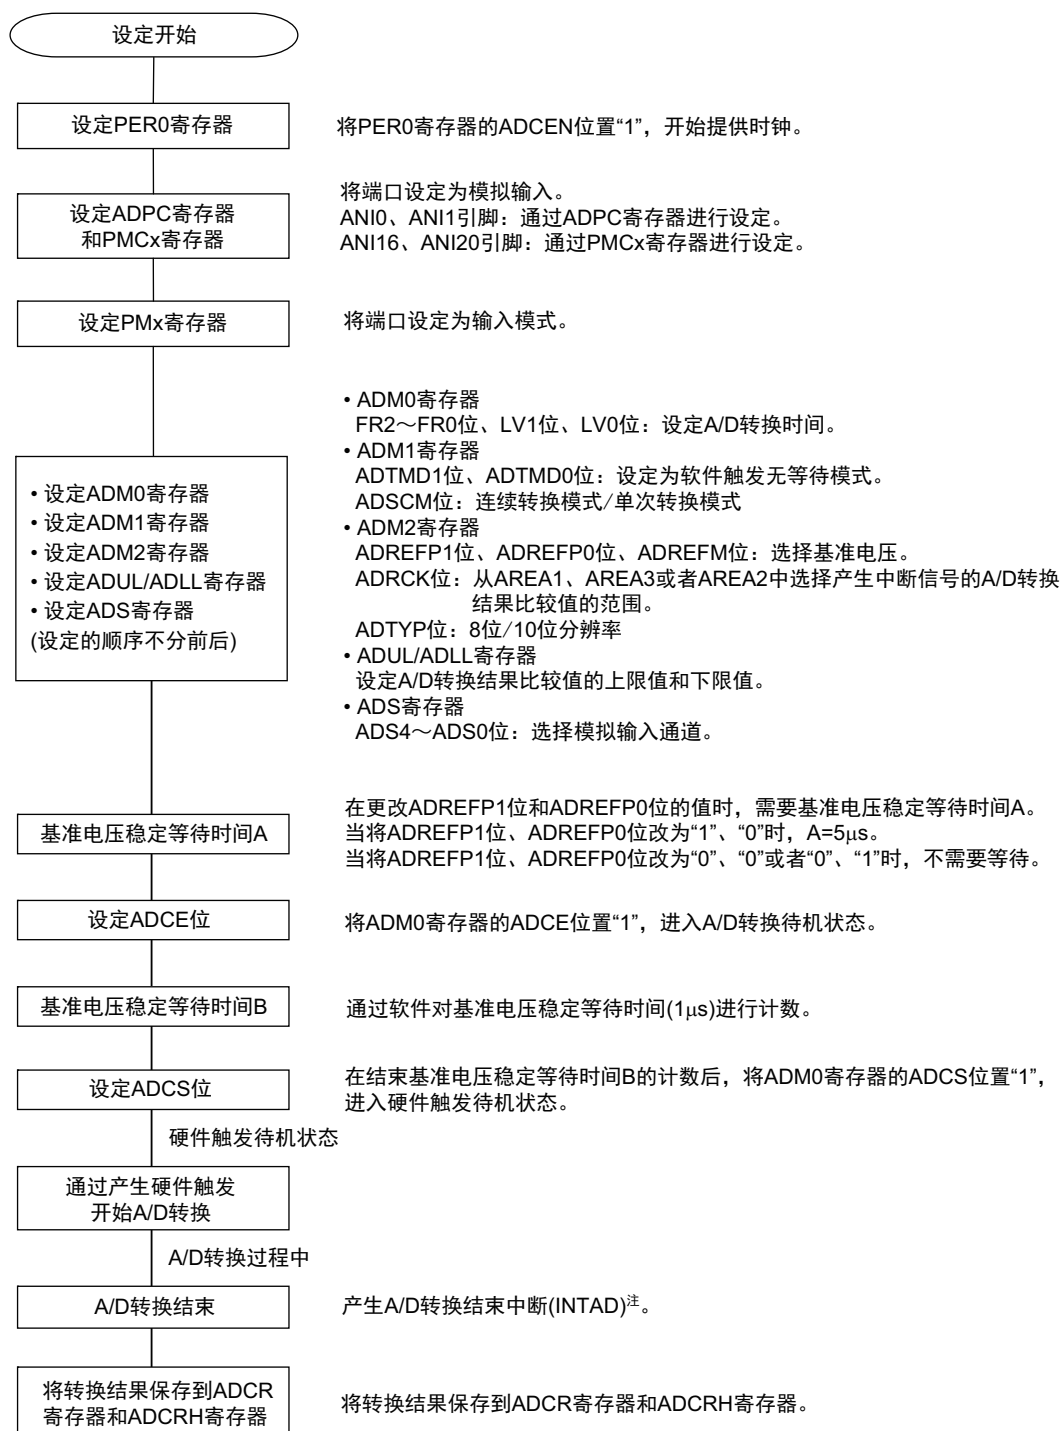 设定开始
设定PER0寄存器
将PER0寄存器的ADCEN位置“1”，开始提供时钟。
设定ADPC寄存器
和PMCx寄存器
将端口设定为模拟输入。
ANI0、ANI1引脚：通过ADPC寄存器进行设定。
ANI16、ANI20引脚：通过PMCx寄存器进行设定。
设定PMx寄存器
将端口设定为输入模式。
• 设定ADM0寄存器
• 设定ADM1寄存器
• 设定ADM2寄存器
• 设定ADUL/ADLL寄存器
• 设定ADS寄存器
(设定的顺序不分前后)
• ADM0寄存器
FR2～FR0位、LV1位、LV0位：设定A/D转换时间。
• ADM1寄存器
ADTMD1位、ADTMD0位：设定为软件触发无等待模式。
ADSCM位：连续转换模式/单次转换模式
• ADM2寄存器
ADREFP1位、ADREFP0位、ADREFM位：选择基准电压。
ADRCK位：从AREA1、AREA3或者AREA2中选择产生中断信号的A/D转换
结果比较值的范围。
ADTYP位：8位/10位分辨率
• ADUL/ADLL寄存器
设定A/D转换结果比较值的上限值和下限值。
• ADS寄存器
ADS4～ADS0位：选择模拟输入通道。
基准电压稳定等待时间A
在更改ADREFP1位和ADREFP0位的值时，需要基准电压稳定等待时间A。
当将ADREFP1位、ADREFP0位改为“1”、“0”时，A=5μs。
当将ADREFP1位、ADREFP0位改为“0”、“0”或者“0”、“1”时，不需要等待。
设定ADCE位
将ADM0寄存器的ADCE位置“1”，进入A/D转换待机状态。
基准电压稳定等待时间B
通过软件对基准电压稳定等待时间(1μs)进行计数。
设定ADCS位
在结束基准电压稳定等待时间B的计数后，将ADM0寄存器的ADCS位置“1”，
进入硬件触发待机状态。
硬件触发待机状态
通过产生硬件触发
开始A/D转换
A/D转换过程中
A/D转换结束
产生A/D转换结束中断(INTAD)注。
将转换结果保存到ADCR
寄存器和ADCRH寄存器
将转换结果保存到ADCR寄存器和ADCRH寄存器。